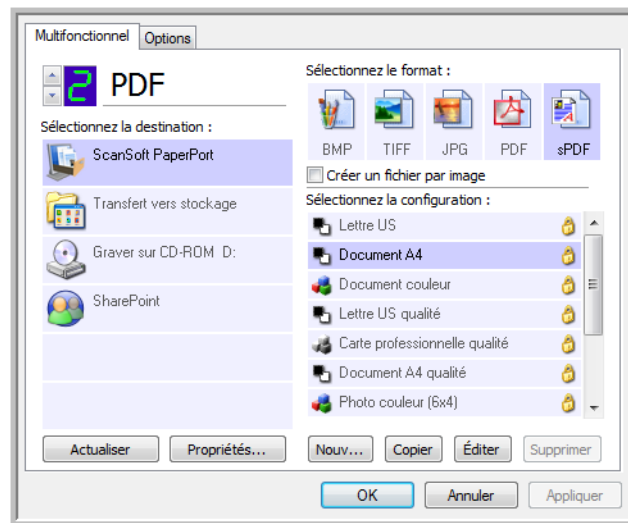 Multifonctionnel Options
2 PDF
Sélectionnez la destination :
ScanSoft PaperPort
Transfert vers stockage
Graver sur CD-ROM D:
SharePoint
Actualiser Propriétés...
Sélectionnez le format :
BMP TIFF JPG PDF sPDF
Créer un fichier par image
Sélectionnez la configuration :
Lettre US
Document A4
Document couleur
Lettre US qualité
Carte professionnelle qualité
Document A4 qualité
Photo couleur (6x4)
Nouv... Copier Éditer Supprimer
OK Annuler Appliquer